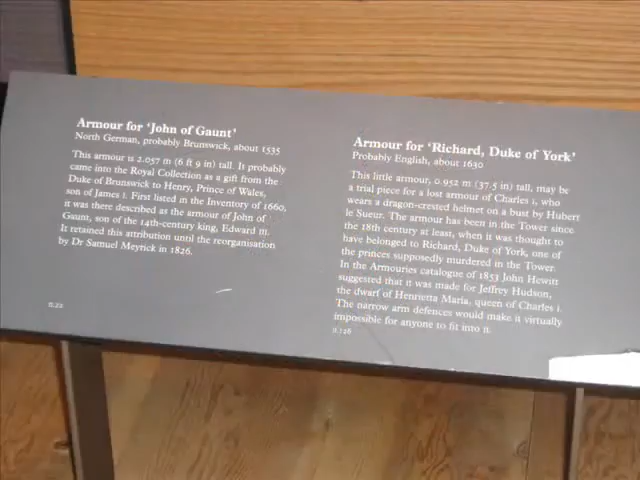 Armour for 'John of Gaunt'
North German, probably Brunswick, about 1535
This armour is 2.057 m (6 ft 9 in) tall. It probably
came into the Royal Collection as a gift from the
Duke of Brunswick to Henry, Prince of Wales,
son of James I. First listed in the Inventory of 1660,
it was there described as the armour of John of
Gaunt, son of the 14th-century king, Edward III.
It retained this attribution until the reorganisation
by Dr Samuel Meyrick in 1826.
II.22
Armour for 'Richard, Duke of York'
Probably English, about 1630
This little armour, 0.952 m (37.5 in) tall, may be
a trial piece for a lost armour of Charles I, who
wears a dragon-crested helmet on a bust by Hubert
le Sueur. The armour has been in the Tower since
the 18th century at least, when it was thought to
have belonged to Richard, Duke of York, one of
the princes supposedly murdered in the Tower.
In the Armouries catalogue of 1853 John Hewitt
suggested that it was made for Jeffrey Hudson,
the dwarf of Henrietta Maria, queen of Charles I.
The narrow arm defences would make it virtually
impossible for anyone to fit into it.
II.126